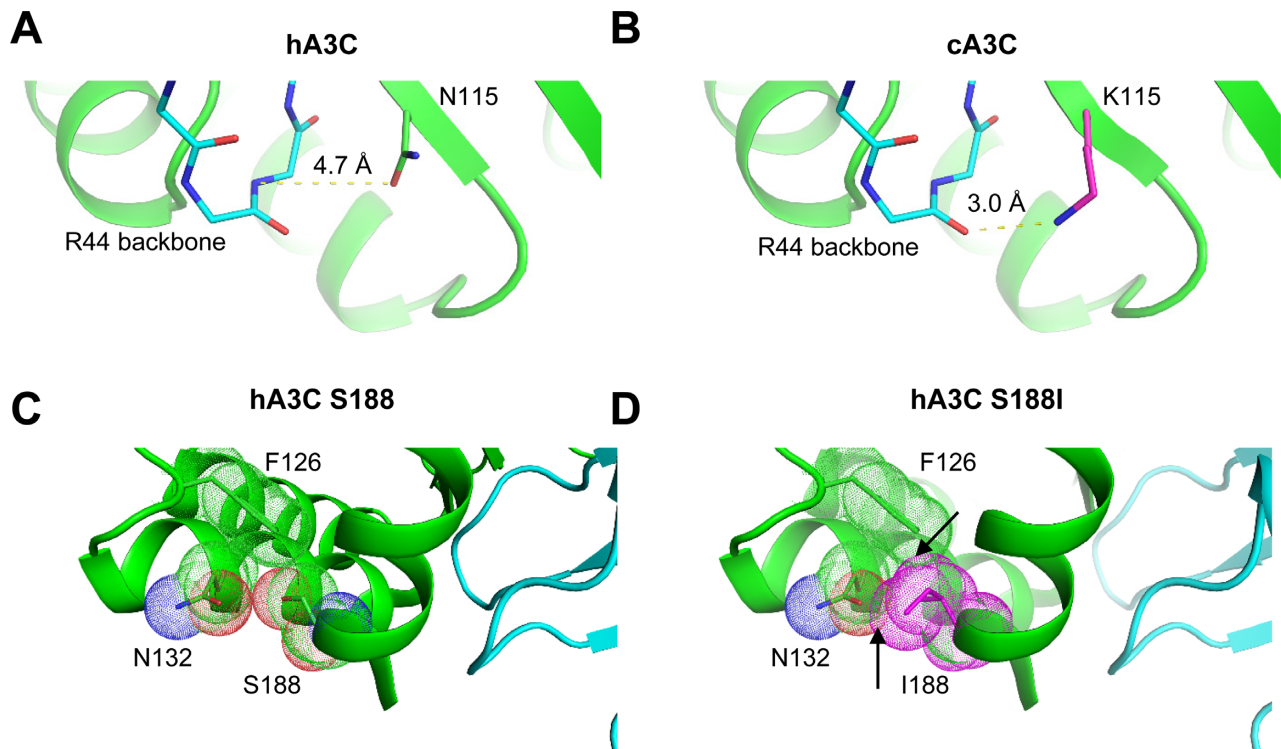 A
hA3C
N115
4.7 Å
R44 backbone
B
cA3C
K115
3.0 Å
R44 backbone
C
hA3C S188
F126
N132
S188
D
hA3C S188I
F126
N132
I188